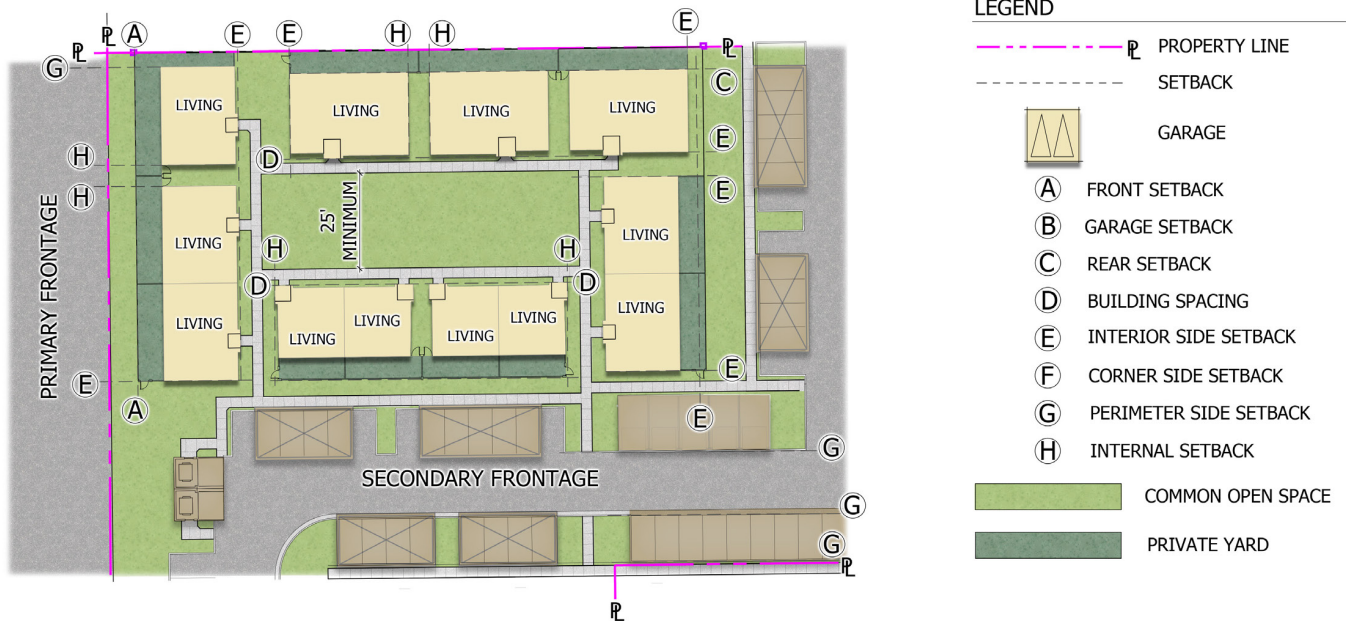 LEGEND
PROPERTY LINE
SETBACK
GARAGE
A FRONT SETBACK
B GARAGE SETBACK
C REAR SETBACK
D BUILDING SPACING
E INTERIOR SIDE SETBACK
F CORNER SIDE SETBACK
G PERIMETER SIDE SETBACK
H INTERNAL SETBACK
COMMON OPEN SPACE
PRIVATE YARD
PL
PL
PL A E E H H E PL
G
C
LIVING
LIVING
LIVING
LIVING
H
H
D
E
E
PRIMARY FRONTAGE
25'
MINIMUM
LIVING
LIVING
H
H
D
D
LIVING
LIVING
LIVING
LIVING
LIVING
LIVING
E
A
E
E
G
SECONDARY FRONTAGE
G
G
PL
PL